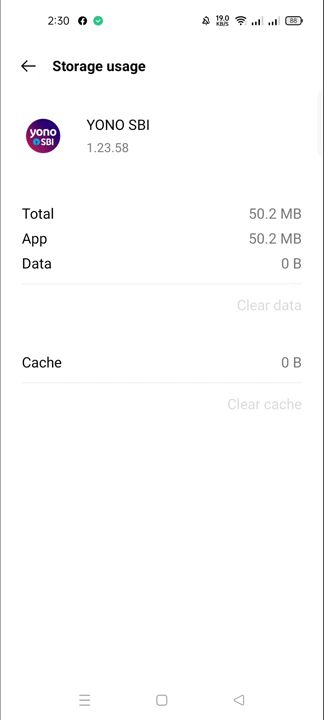 2:30 19.0 KB/S 88
Storage usage
yono
SBI
YONO SBI
1.23.58
Total 50.2 MB
App 50.2 MB
Data 0 B
Clear data
Cache 0 B
Clear cache